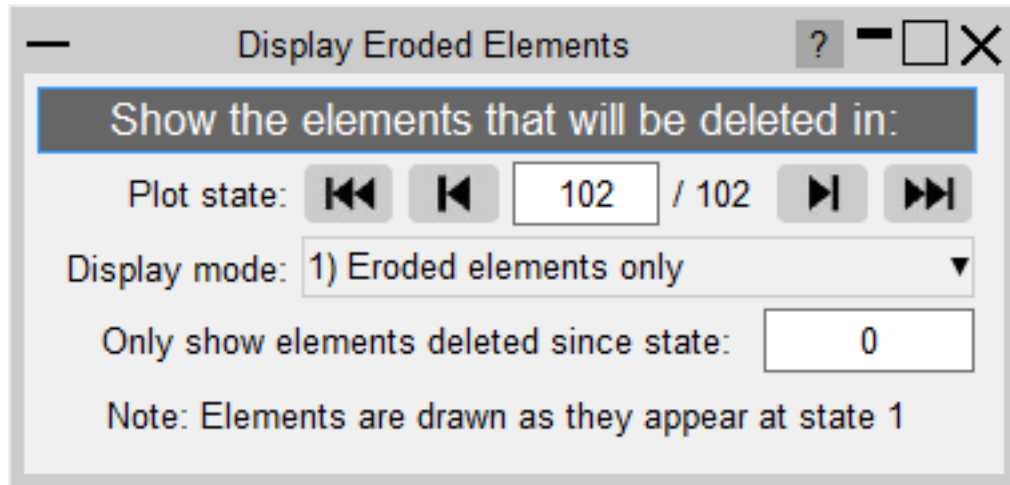 Display Eroded Elements ?
Show the elements that will be deleted in:
Plot state: 102 / 102
Display mode: 1) Eroded elements only
Only show elements deleted since state: 0
Note: Elements are drawn as they appear at state 1